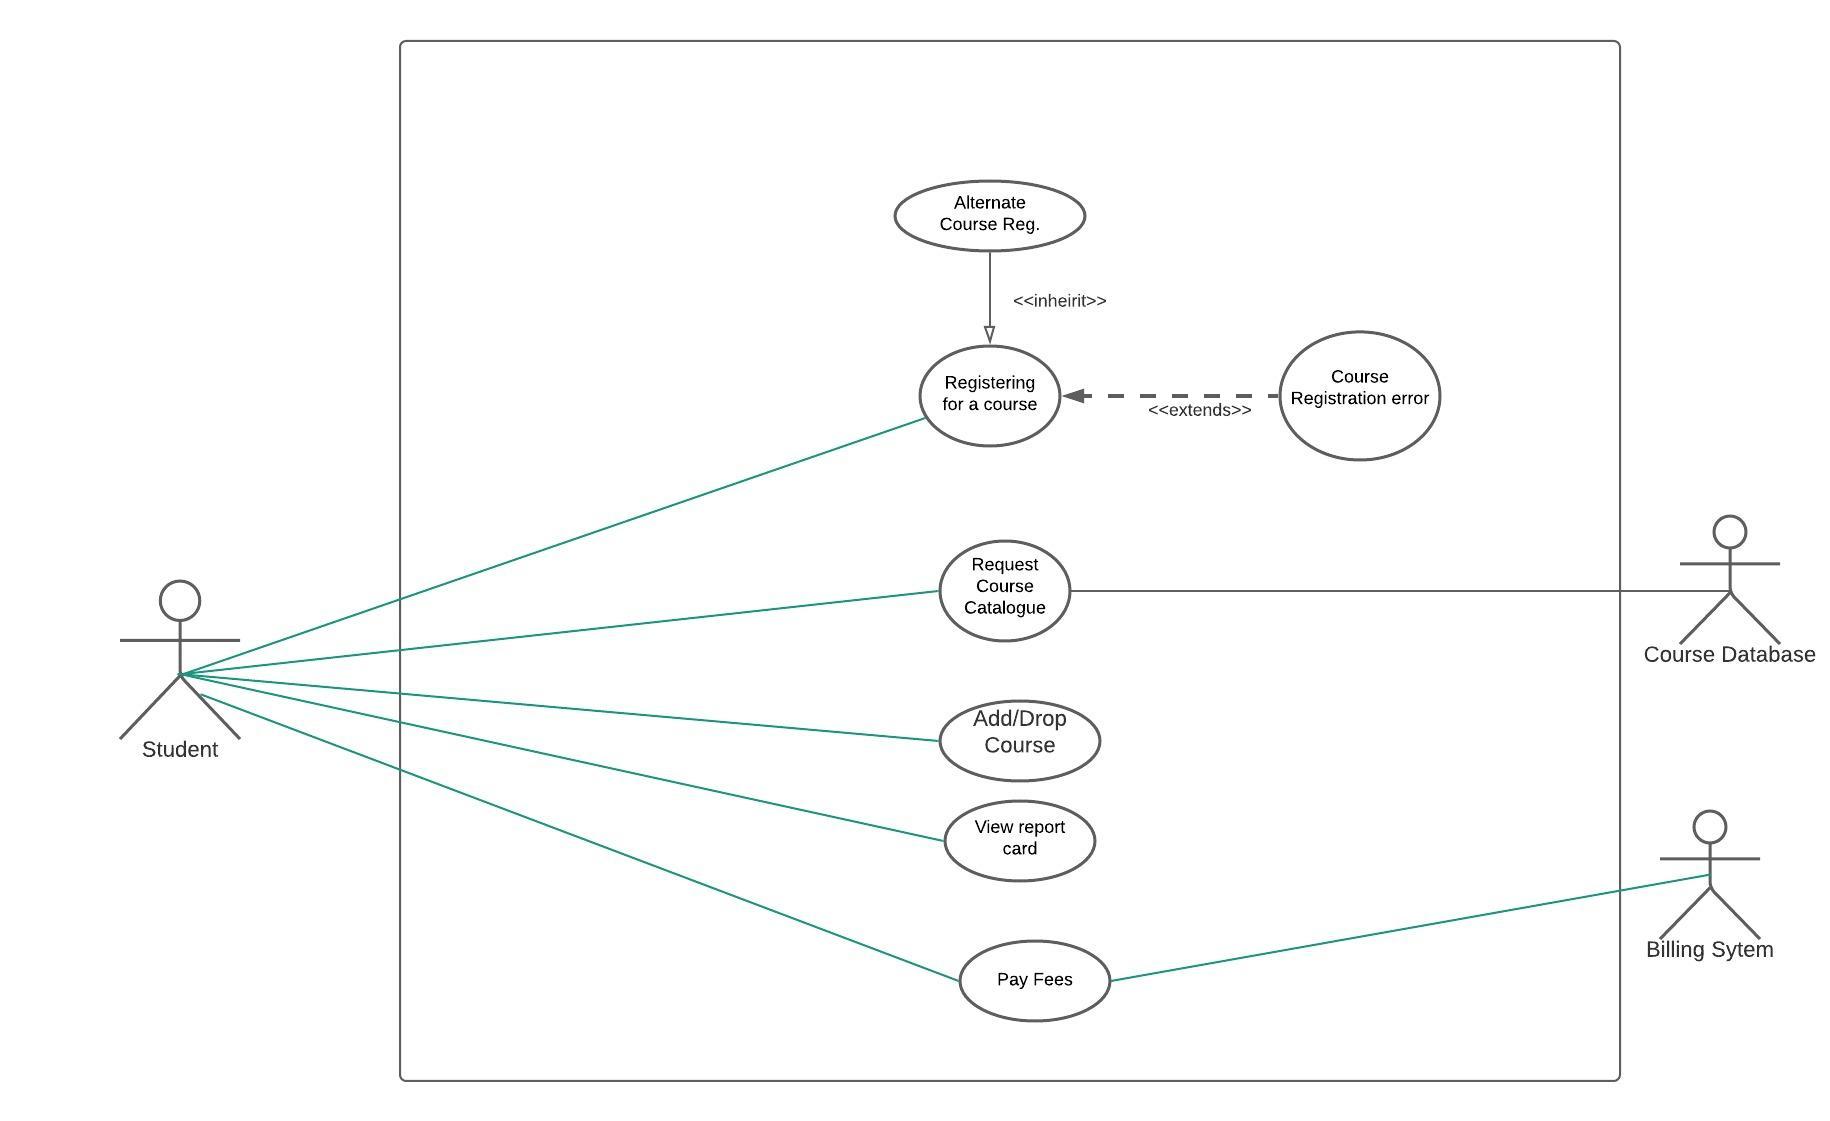 Alternate
Course Reg.
<<inheirit>>
Registering
for a course
<<extends>>
Course
Registration error
Request
Course
Catalogue
Course Database
Student
Add/Drop
Course
View report
card
Billing Sytem
Pay Fees